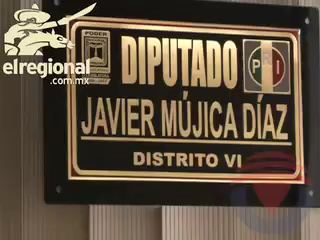 elregional
.com.mx
PODER
DIPUTADO
PRI
JAVIER MÚJICA DÍAZ
DISTRITO VI